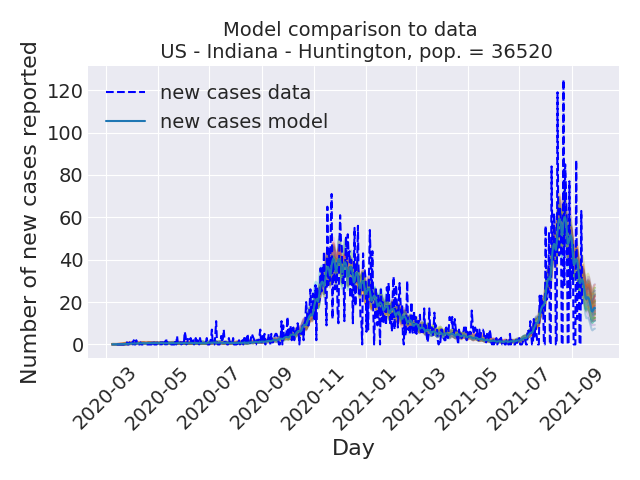 Model comparison to data
US - Indiana - Huntington, pop. = 36520
Number of new cases reported
120
100
80
60
40
20
0
new cases data
new cases model
2020-03
2020-05
2020-07
2020-09
2020-11
2021-01
2021-03
2021-05
2021-07
2021-09
Day